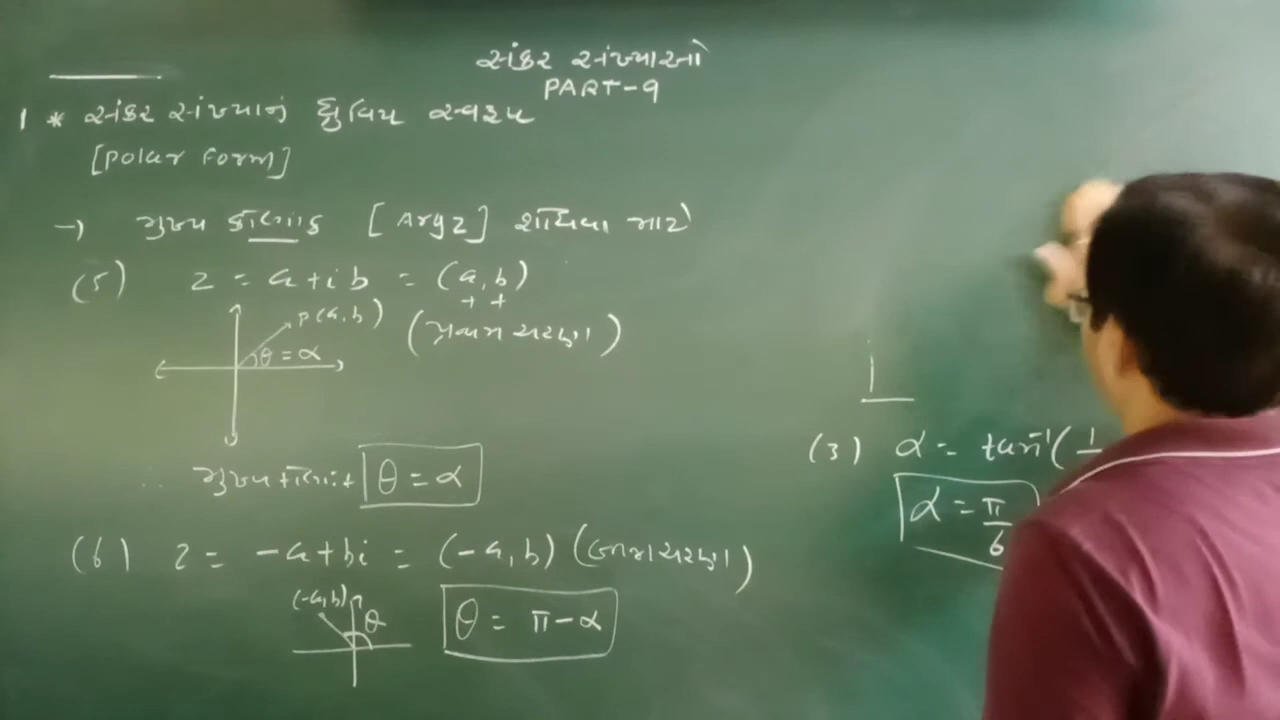 સંકર સંખ્યાઓ
PART-9
1 * સંકર સંખ્યાનું ધ્રુવિય સ્વરૂપ
[Polar Form]
→ મુખ્ય કોણાંક [Arg z] શોધવા માટે
(5) z = a+ib = (a,b)
+ +
P(a,b) (પ્રથમ ચરણ)
θ = α
∴ મુખ્ય કોણાંક θ = α
(6) z = -a+bi = (-a,b) (બીજા ચરણ)
(-a,b) θ θ = π-α
(3) α = tan⁻¹(1
α = π/6